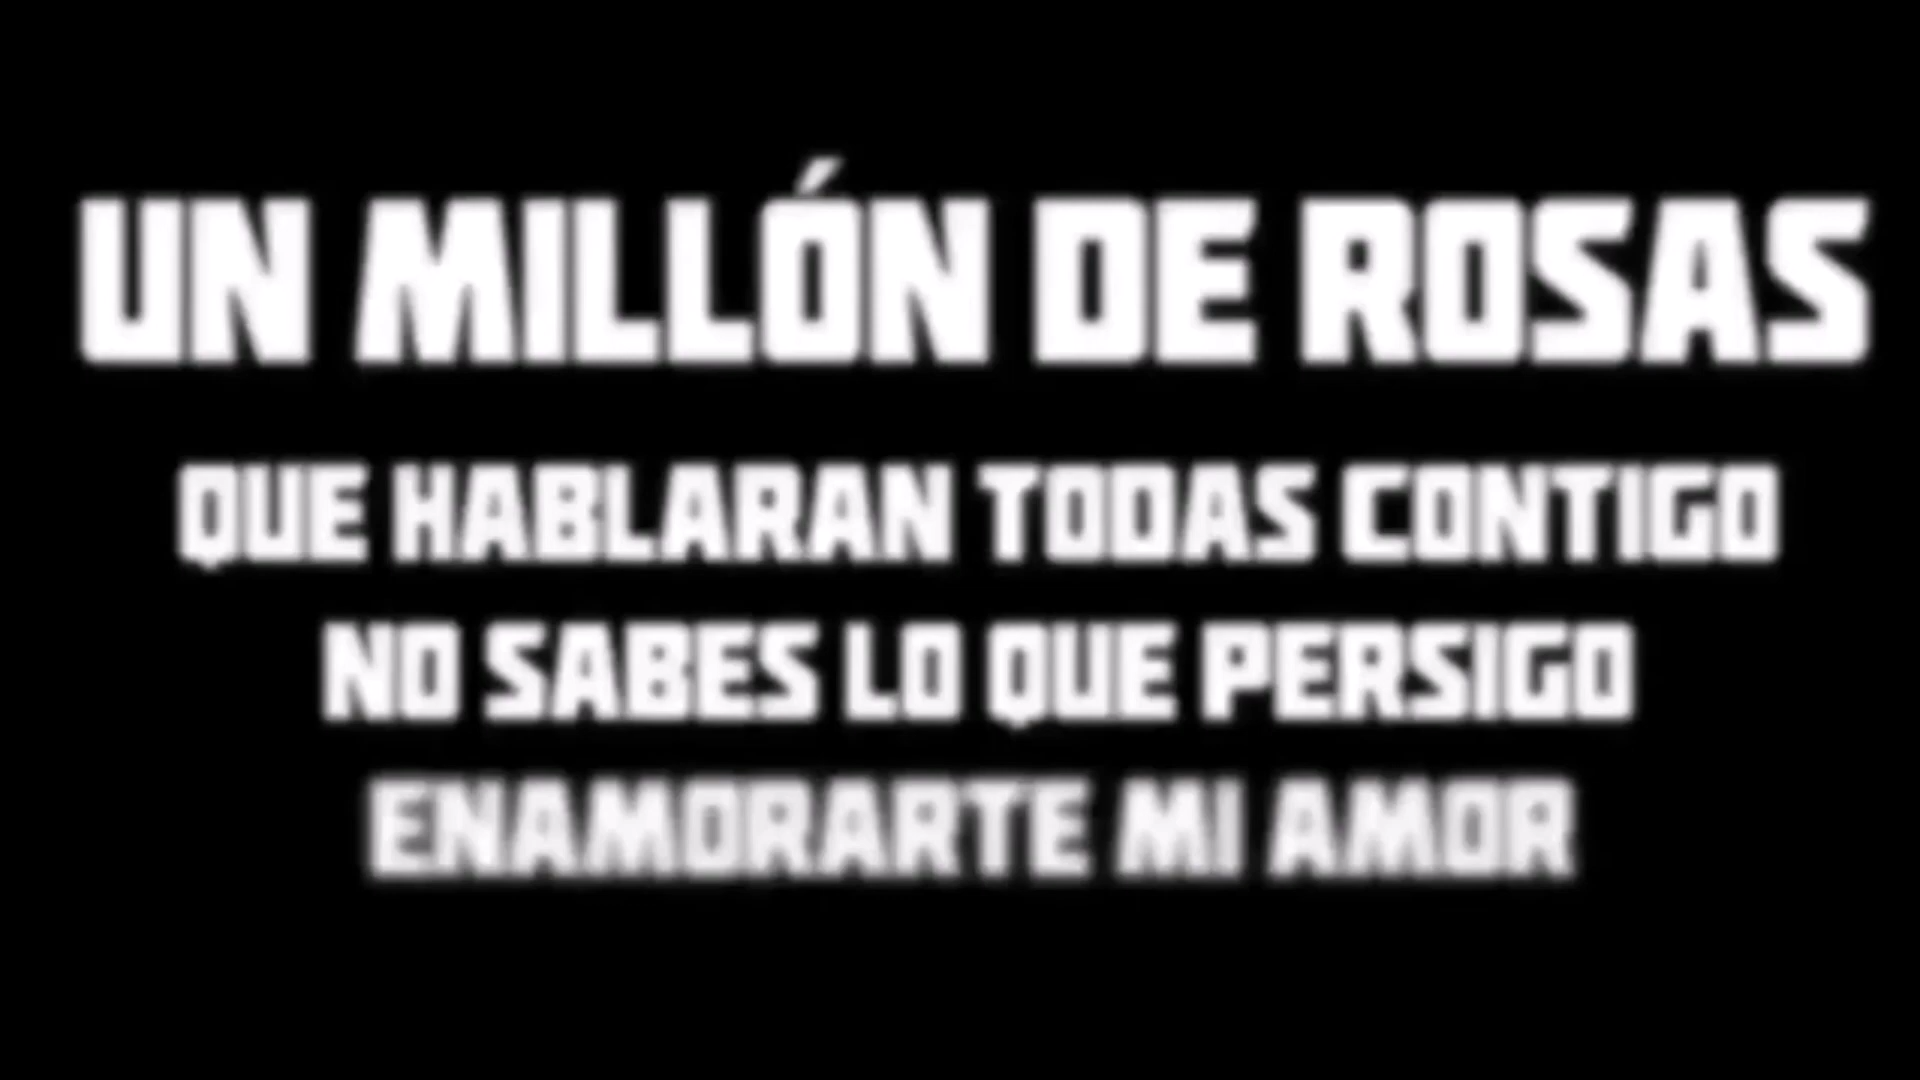 UN MILLÓN DE ROSAS
QUE HABLARAN TODAS CONTIGO
NO SABES LO QUE PERSIGO
ENAMORARTE MI AMOR